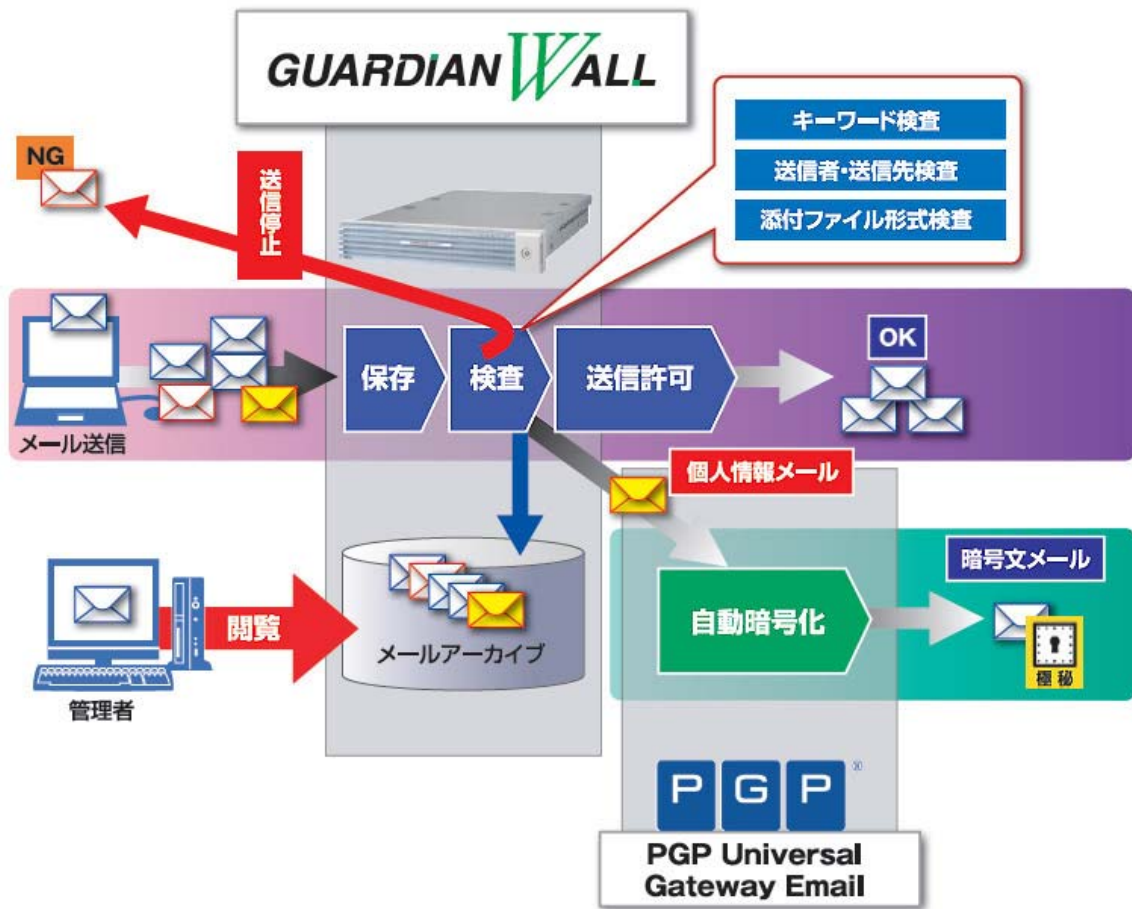 GUARDiAN WALL
キーワード検査
送信者・送信先検査
添付ファイル形式検査
NG
送信停止
保存
検査
送信許可
OK
メール送信
個人情報メール
暗号文メール
自動暗号化
極秘
閲覧
メールアーカイブ
管理者
PGP®
PGP Universal
Gateway Email